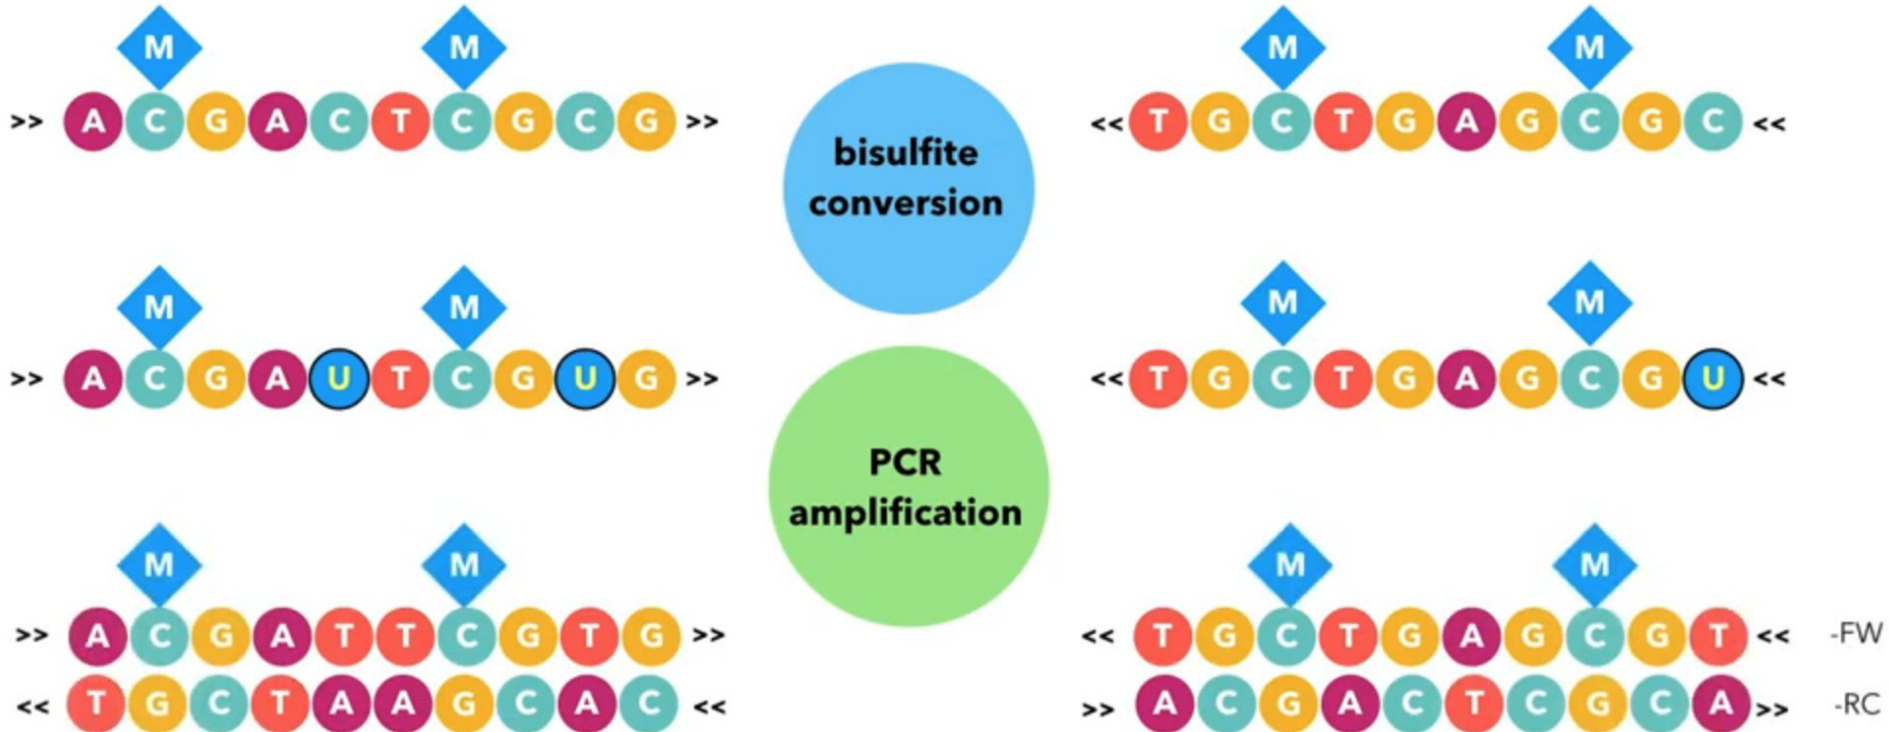 M M M M
>> A C G A C T C G C G >> << T G C T G A G C G C <<
bisulfite
conversion
M M M M
>> A C G A U T C G U G >> << T G C T G A G C G U <<
PCR
amplification
M M M M
>> A C G A T T C G T G >> << T G C T G A G C G T << -FW
<< T G C T A A G C A C << >> A C G A C T C G C A >> -RC